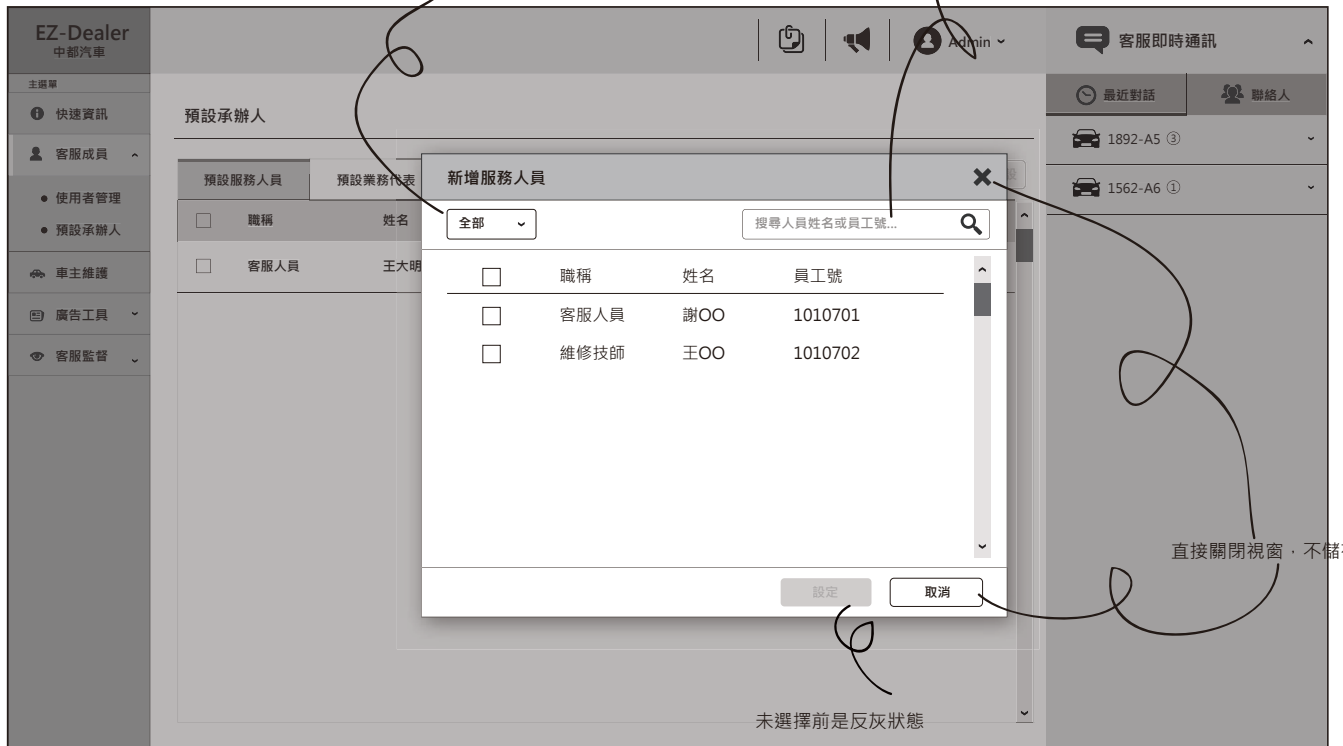 EZ-Dealer
中都汽車
Admin
客服即時通訊
主選單
快速資訊
客服成員
使用者管理
預設承辦人
車主維護
廣告工具
客服監督
預設承辦人
預設服務人員 預設業務代表
職稱 姓名
客服人員 王大明
最近對話 聯絡人
1892-A5 ③
1562-A6 ①
新增服務人員
全部 搜尋人員姓名或員工號...
職稱 姓名 員工號
客服人員 謝OO 1010701
維修技師 王OO 1010702
設定 取消
直接關閉視窗，不儲
未選擇前是反灰狀態